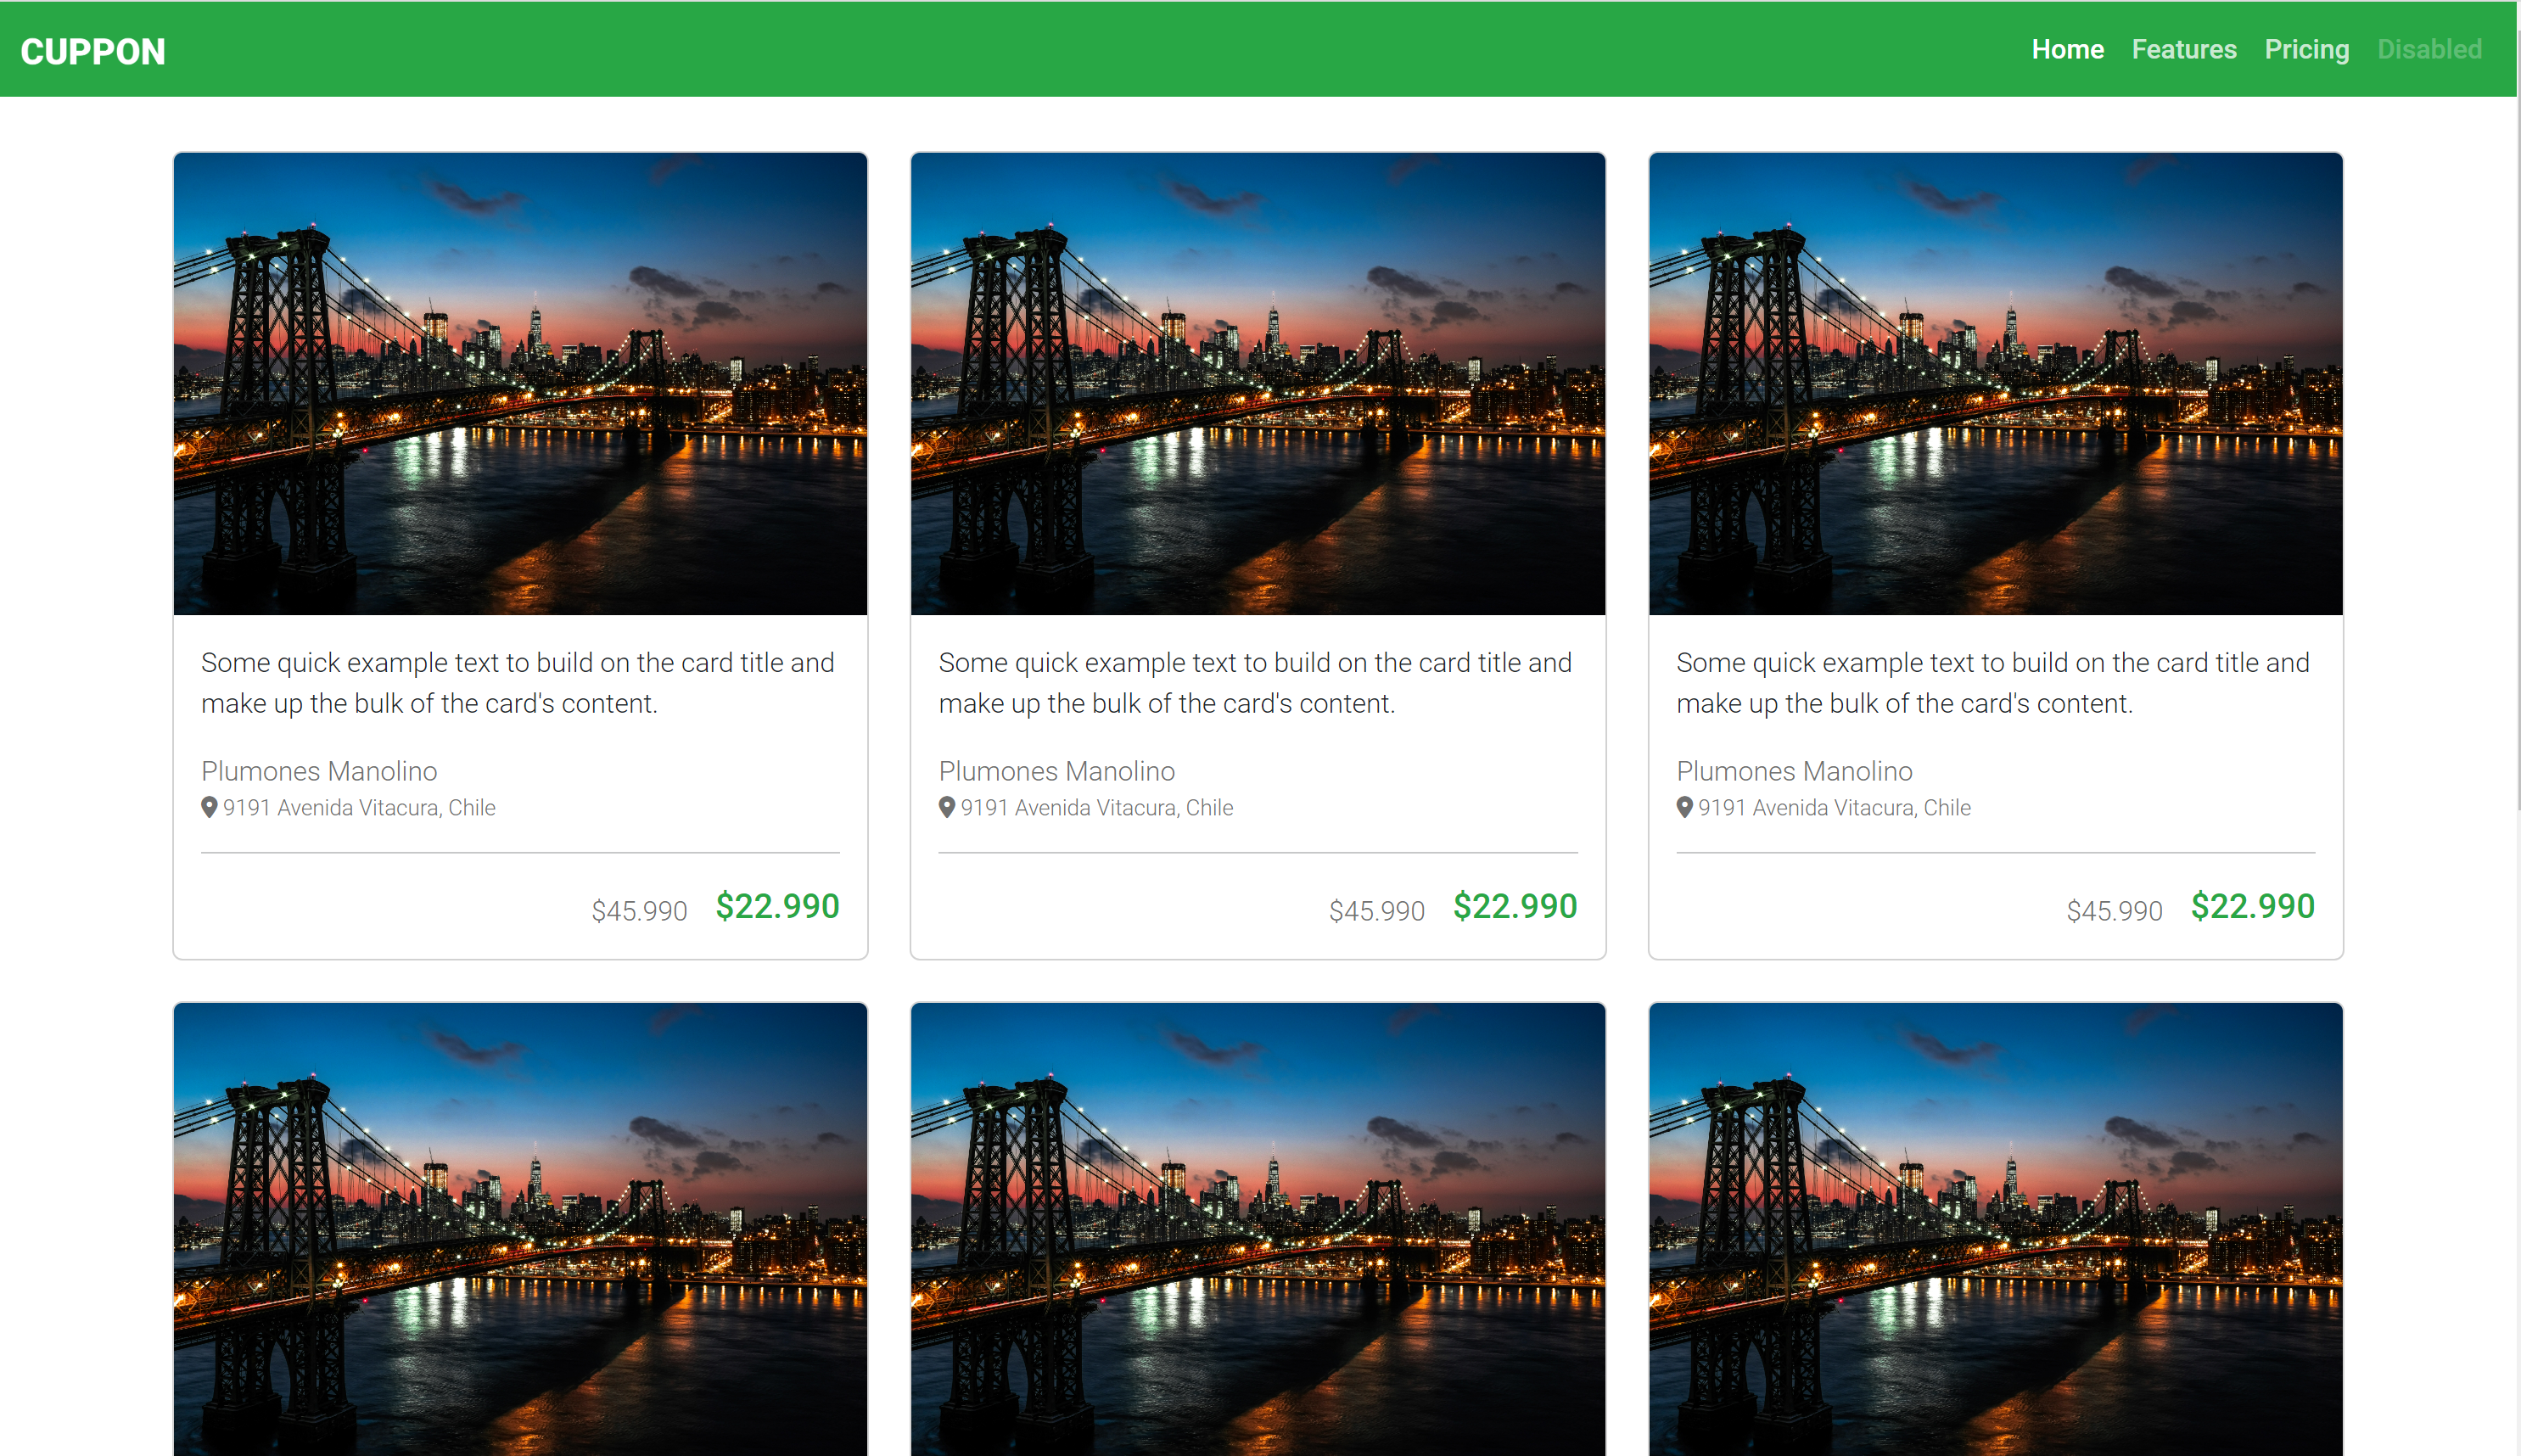 CUPPON
Home Features Pricing Disabled
Some quick example text to build on the card title and
make up the bulk of the card's content.
Plumones Manolino
9191 Avenida Vitacura, Chile
$45.990 $22.990
Some quick example text to build on the card title and
make up the bulk of the card's content.
Plumones Manolino
9191 Avenida Vitacura, Chile
$45.990 $22.990
Some quick example text to build on the card title and
make up the bulk of the card's content.
Plumones Manolino
9191 Avenida Vitacura, Chile
$45.990 $22.990